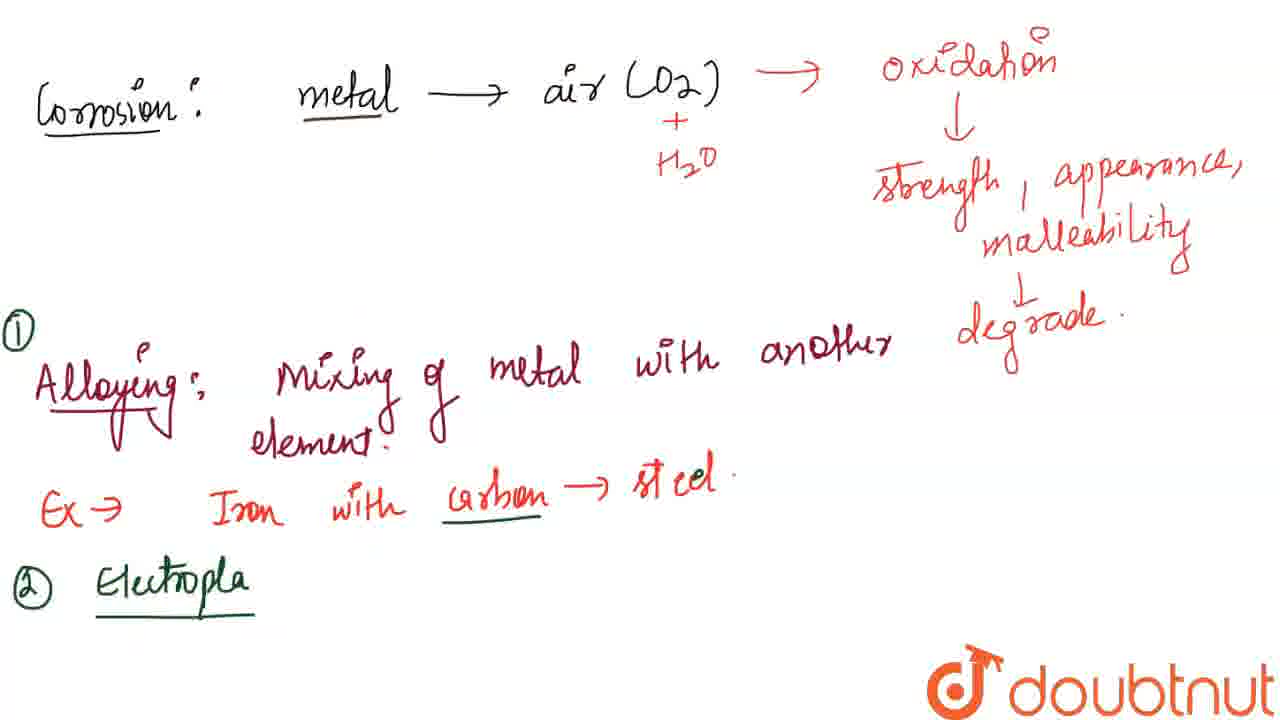 Corrosion: metal → air (O2) → oxidation
+
H2O
↓
strength, appearance,
malleability
↓
degrade.
① Alloying: Mixing of metal with another
element.
Ex → Iron with carbon → steel.
② Electropla
doubtnut